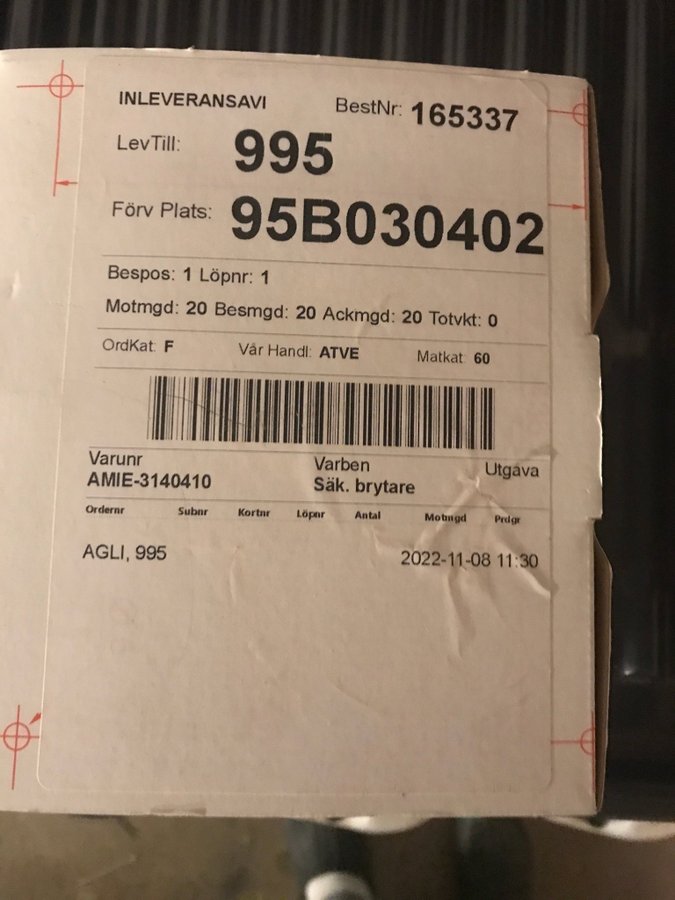 INLEVERANSAVI BestNr: 165337
LevTill: 995
Förv Plats: 95B030402
Bespos: 1 Löpnr: 1
Motmgd: 20 Besmgd: 20 Ackmgd: 20 Totvkt: 0
OrdKat: F Vår Handl: ATVE Matkat 60
Varunr Varben Utgåva
AMIE-3140410 Säk. brytare
Ordernr Subnr Kortnr Löpnr Antal Motmgd Prdgr
AGLI, 995 2022-11-08 11:30